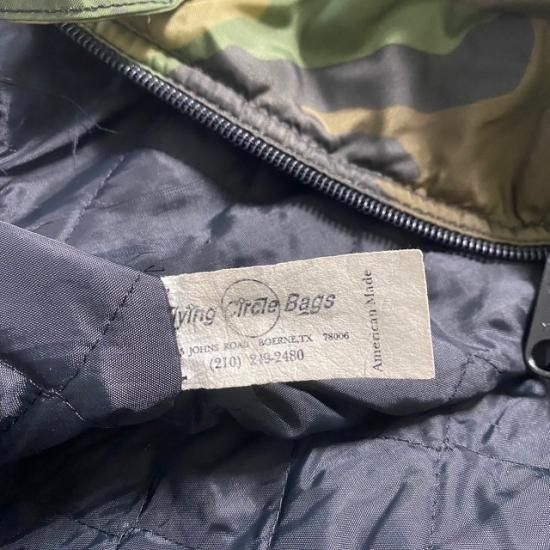 lying Circle Bags
JOHNS ROAD BOERNE, TX 78006
(210) 249-2480
American Made